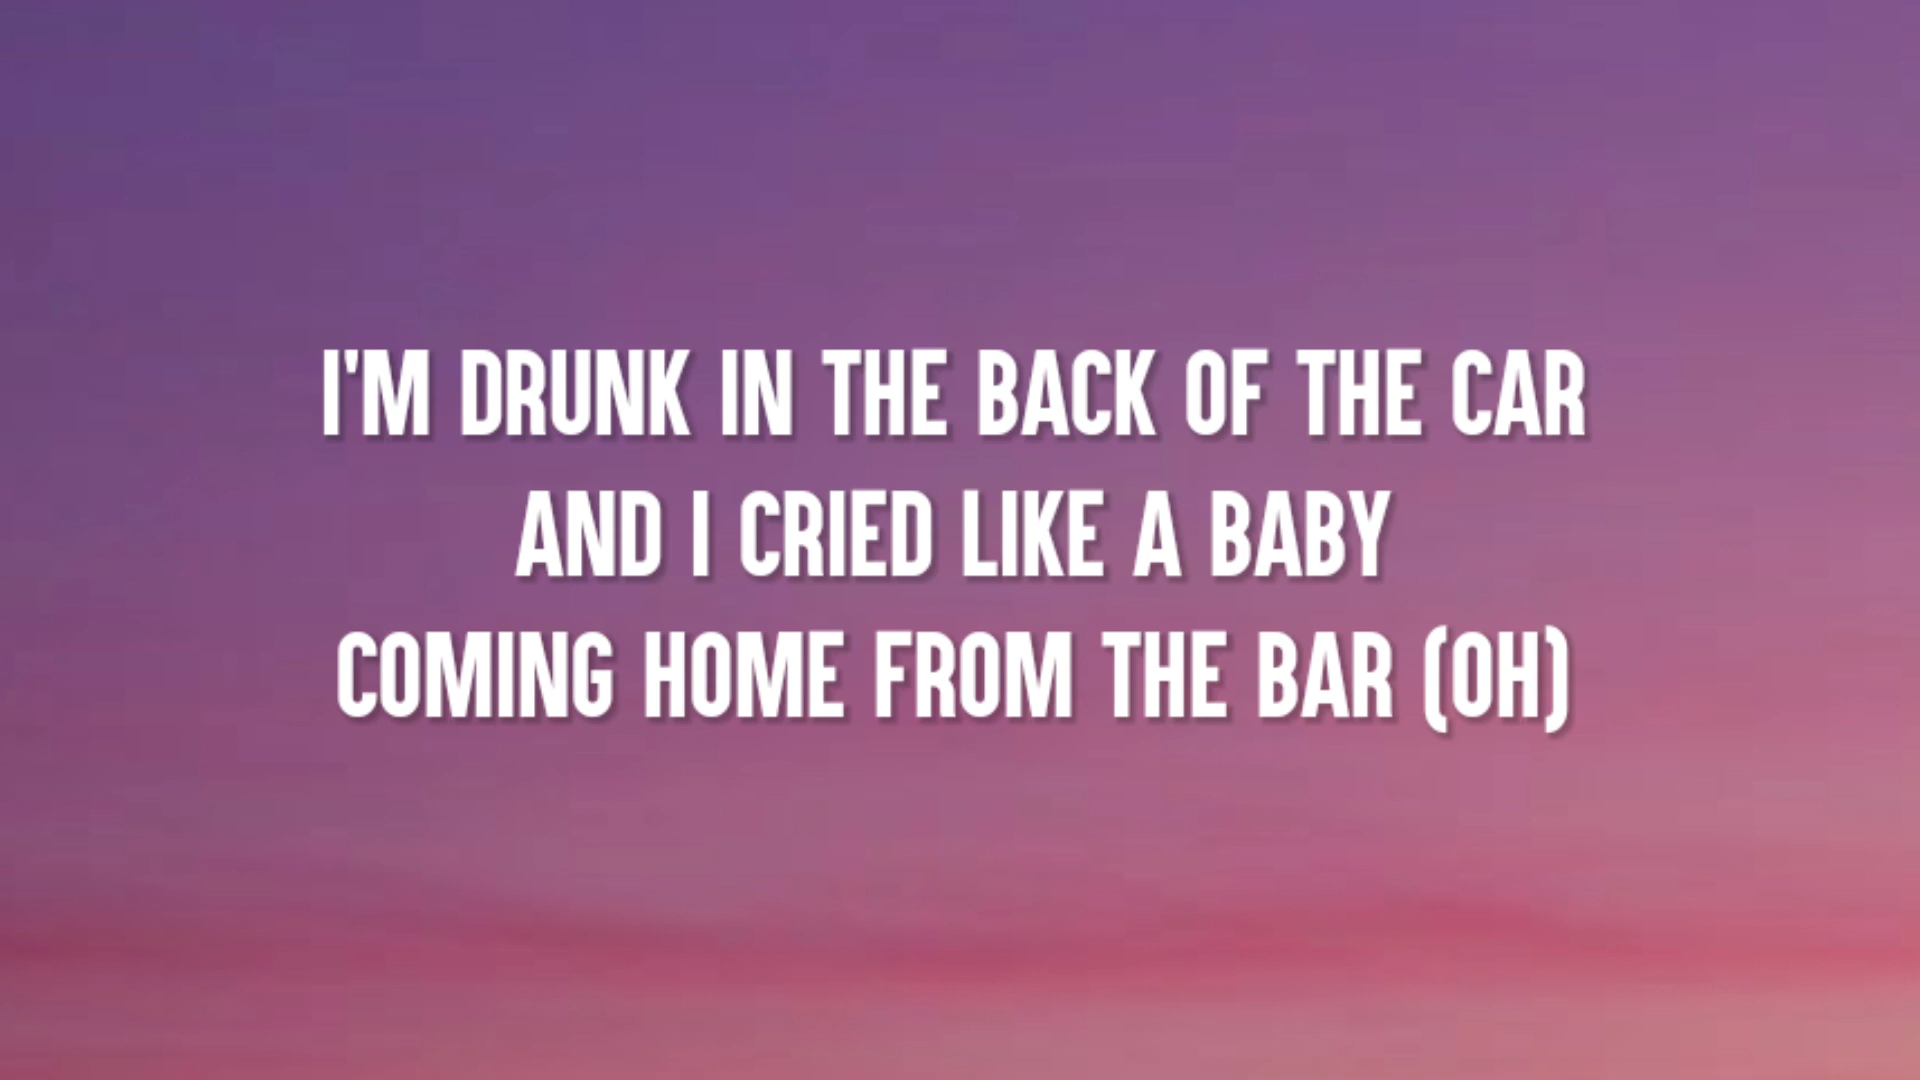 I'M DRUNK IN THE BACK OF THE CAR
AND I CRIED LIKE A BABY
COMING HOME FROM THE BAR (OH)